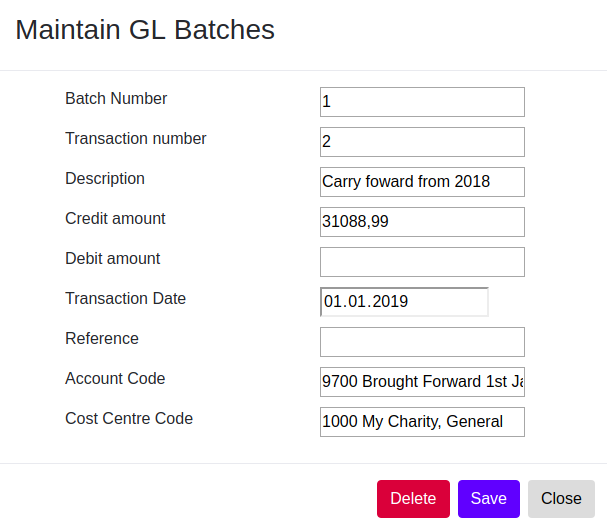 Maintain GL Batches
Batch Number 1
Transaction number 2
Description Carry foward from 2018
Credit amount 31088,99
Debit amount
Transaction Date 01.01.2019
Reference
Account Code 9700 Brought Forward 1st
Cost Centre Code 1000 My Charity, General
Delete Save Close